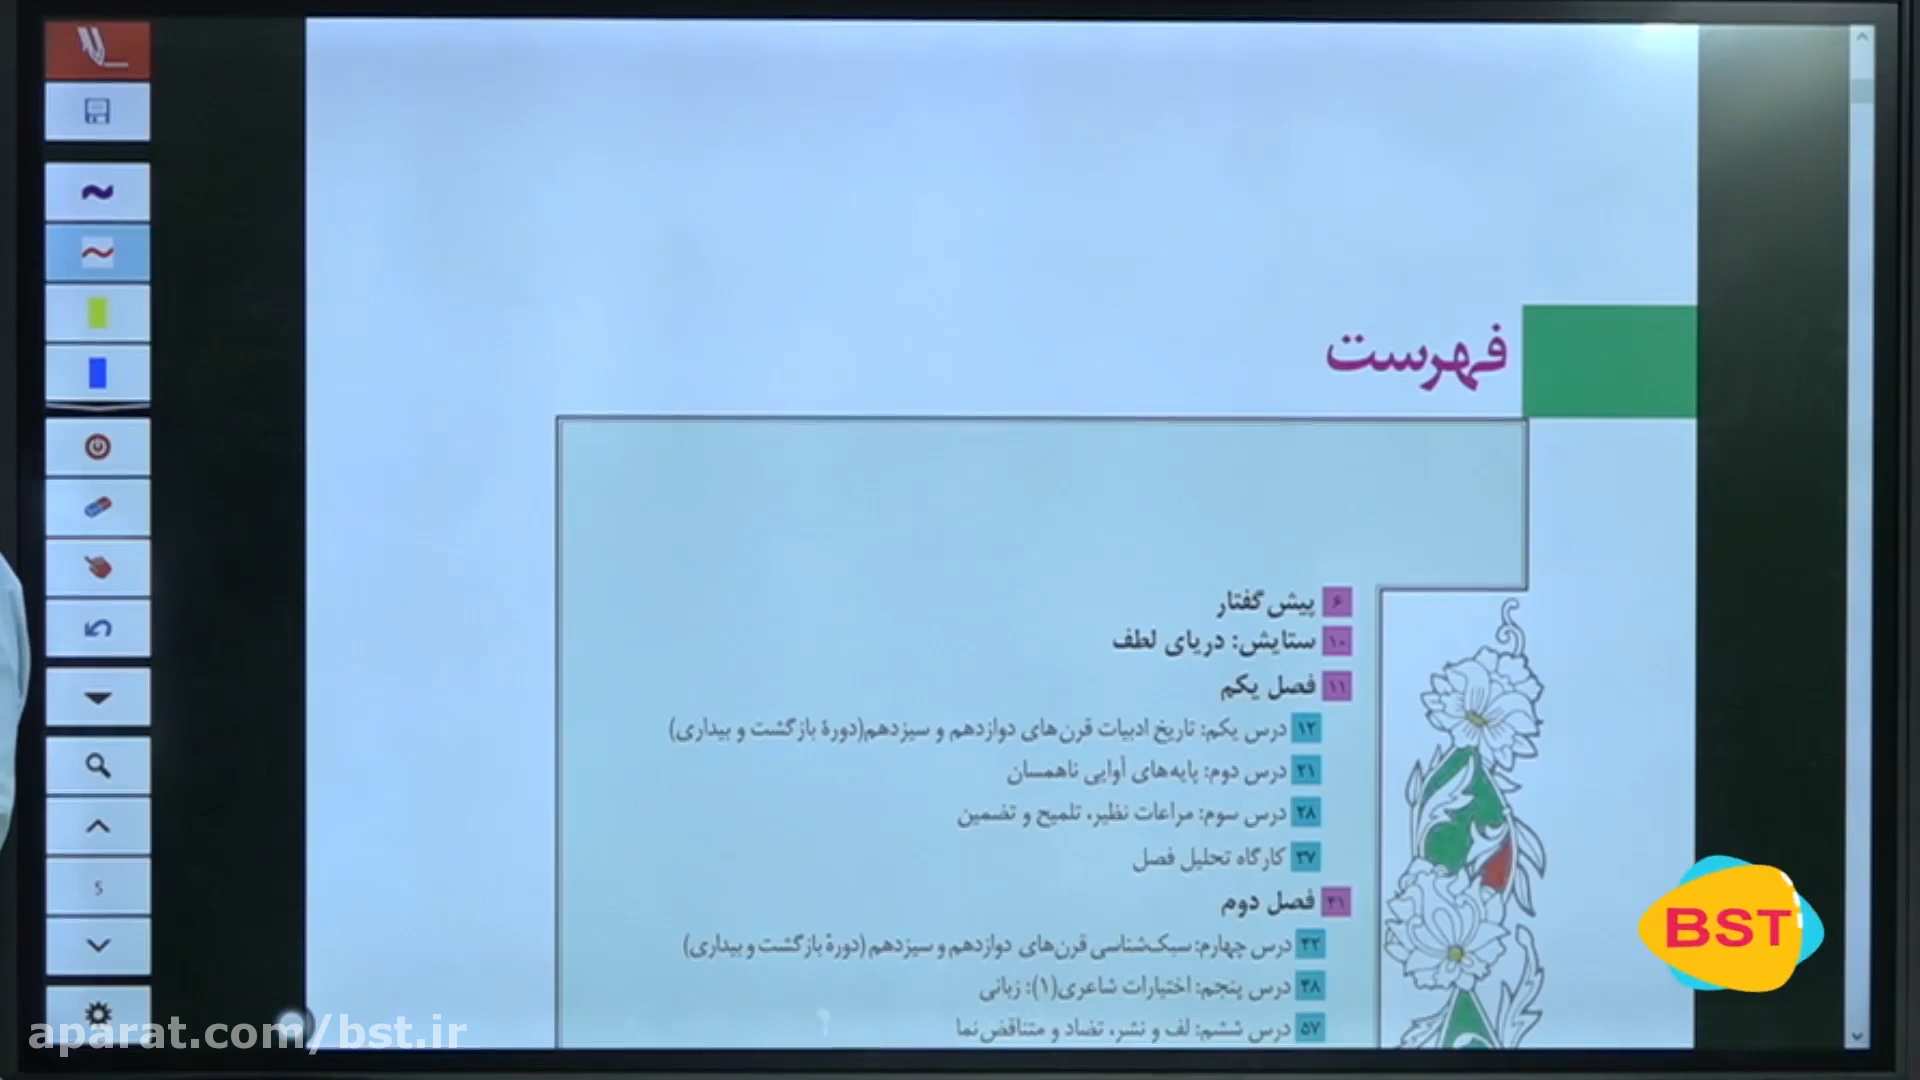 فهرست
۶ پیش‌گفتار
۱۰ ستایش: دریای لطف
۱۱ فصل یکم
۱۲ درس یکم: تاریخ ادبیات قرن‌های دوازدهم و سیزدهم(دورهٔ بازگشت و بیداری)
۲۱ درس دوم: پایه‌های آوایی ناهمسان
۲۸ درس سوم: مراعات نظیر، تلمیح و تضمین
۳۷ کارگاه تحلیل فصل
۴۱ فصل دوم
۴۲ درس چهارم: سبک‌شناسی قرن‌های دوازدهم و سیزدهم (دورهٔ بازگشت و بیداری)
۴۸ درس پنجم: اختیارات شاعری(۱): زبانی
۵۷ درس ششم: لف و نشر، تضاد و متناقض‌نما
5
BST
aparat.com/bst.ir